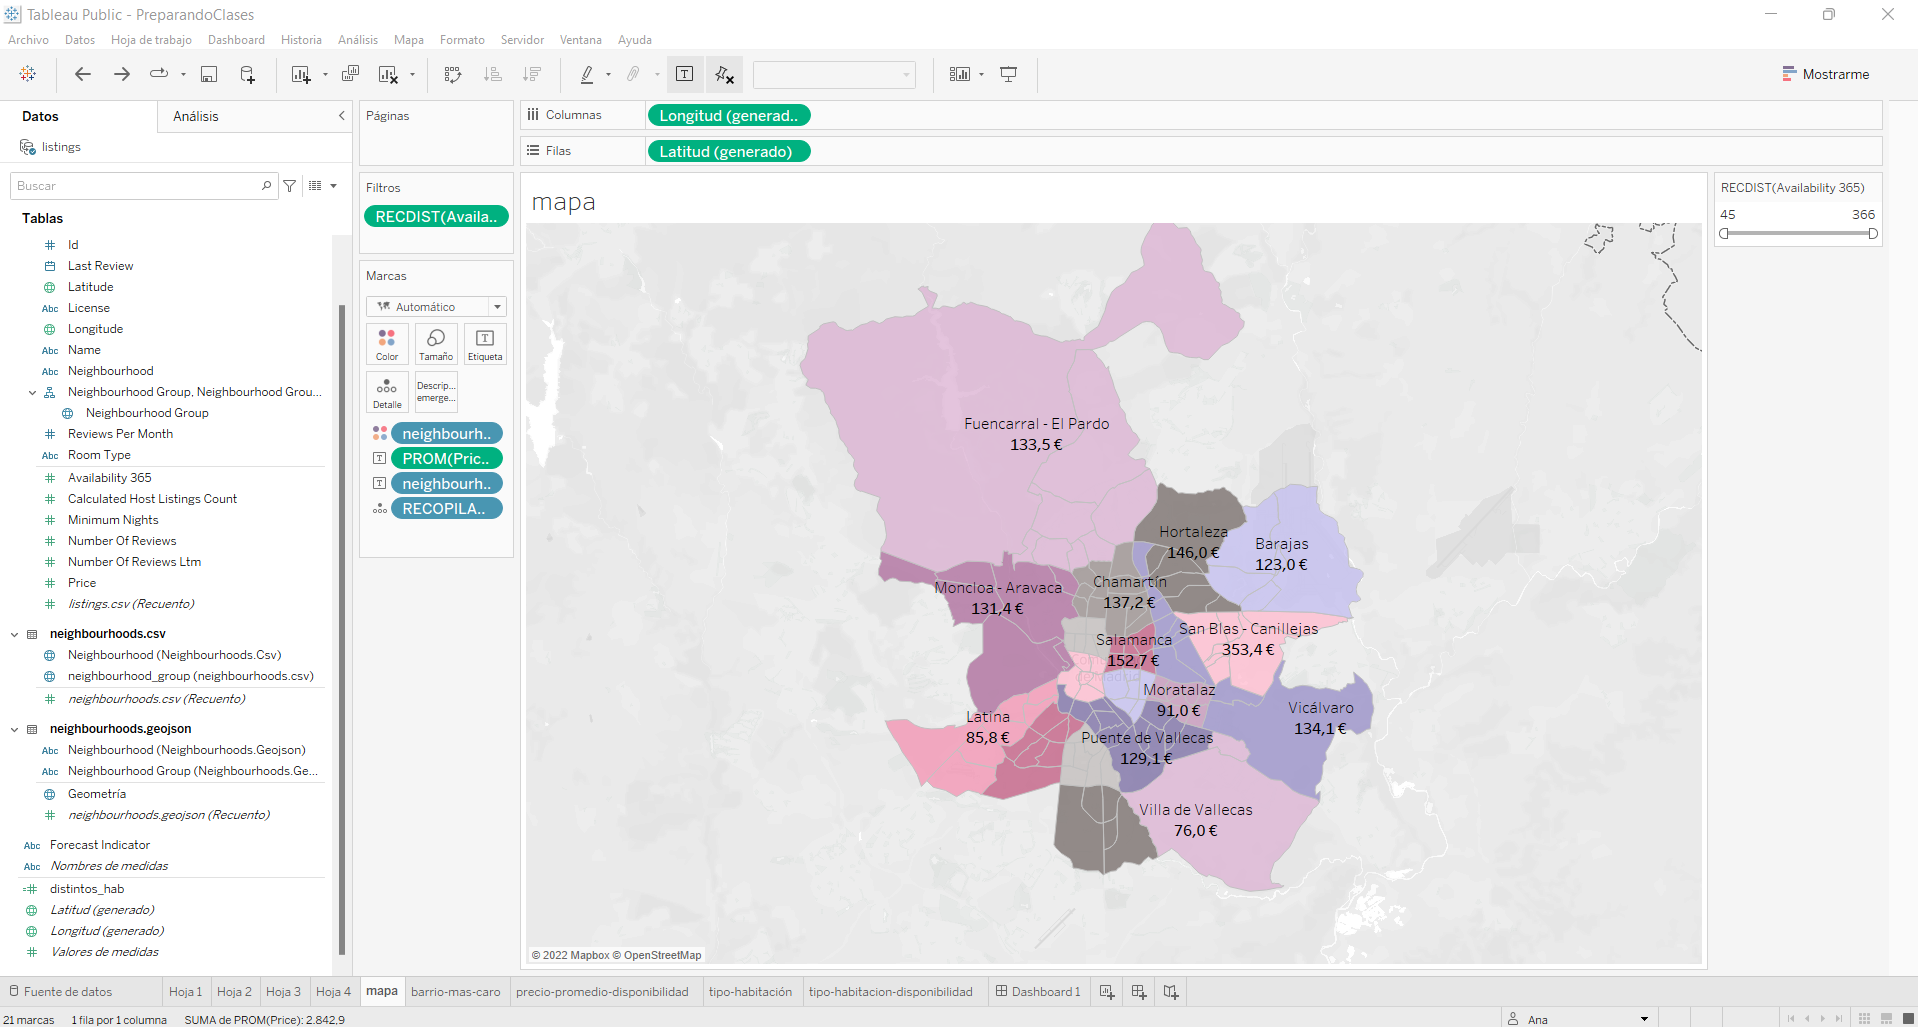 Tableau Public - PreparandoClases
Archivo Datos Hoja de trabajo Dashboard Historia Análisis Mapa Formato Servidor Ventana Ayuda
Mostrarme
Datos
Análisis
listings
Buscar
Tablas
# Id
Last Review
Latitude
Abc License
Longitude
Abc Name
Abc Neighbourhood
Neighbourhood Group, Neighbourhood Grou...
Neighbourhood Group
# Reviews Per Month
Abc Room Type
# Availability 365
# Calculated Host Listings Count
# Minimum Nights
# Number Of Reviews
# Number Of Reviews Ltm
# Price
# listings.csv (Recuento)
neighbourhoods.csv
Neighbourhood (Neighbourhoods.Csv)
neighbourhood_group (neighbourhoods.csv)
# neighbourhoods.csv (Recuento)
neighbourhoods.geojson
Abc Neighbourhood (Neighbourhoods.Geojson)
Abc Neighbourhood Group (Neighbourhoods.Ge...
Geometría
# neighbourhoods.geojson (Recuento)
Abc Forecast Indicator
Abc Nombres de medidas
=# distintos_hab
Latitud (generado)
Longitud (generado)
# Valores de medidas
Páginas
Filtros
RECDIST(Availa..
Marcas
Automático
Color
Tamaño
Etiqueta
Detalle
Descrip...
emerge...
neighbourh..
PROM(Pric..
neighbourh..
RECOPILA..
Columnas
Longitud (generad..
Filas
Latitud (generado)
mapa
Fuencarral - El Pardo
133,5 €
Hortaleza
146,0 €
Barajas
123,0 €
Moncloa - Aravaca
131,4 €
Chamartín
137,2 €
Salamanca
152,7 €
San Blas - Canillejas
353,4 €
Moratalaz
91,0 €
Vicálvaro
134,1 €
Latina
85,8 €
Puente de Vallecas
129,1 €
Villa de Vallecas
76,0 €
© 2022 Mapbox © OpenStreetMap
RECDIST(Availability 365)
45 366
Fuente de datos
Hoja 1
Hoja 2
Hoja 3
Hoja 4
mapa
barrio-mas-caro
precio-promedio-disponibilidad
tipo-habitación
tipo-habitacion-disponibilidad
Dashboard 1
21 marcas 1 fila por 1 columna SUMA de PROM(Price): 2.842,9
Ana